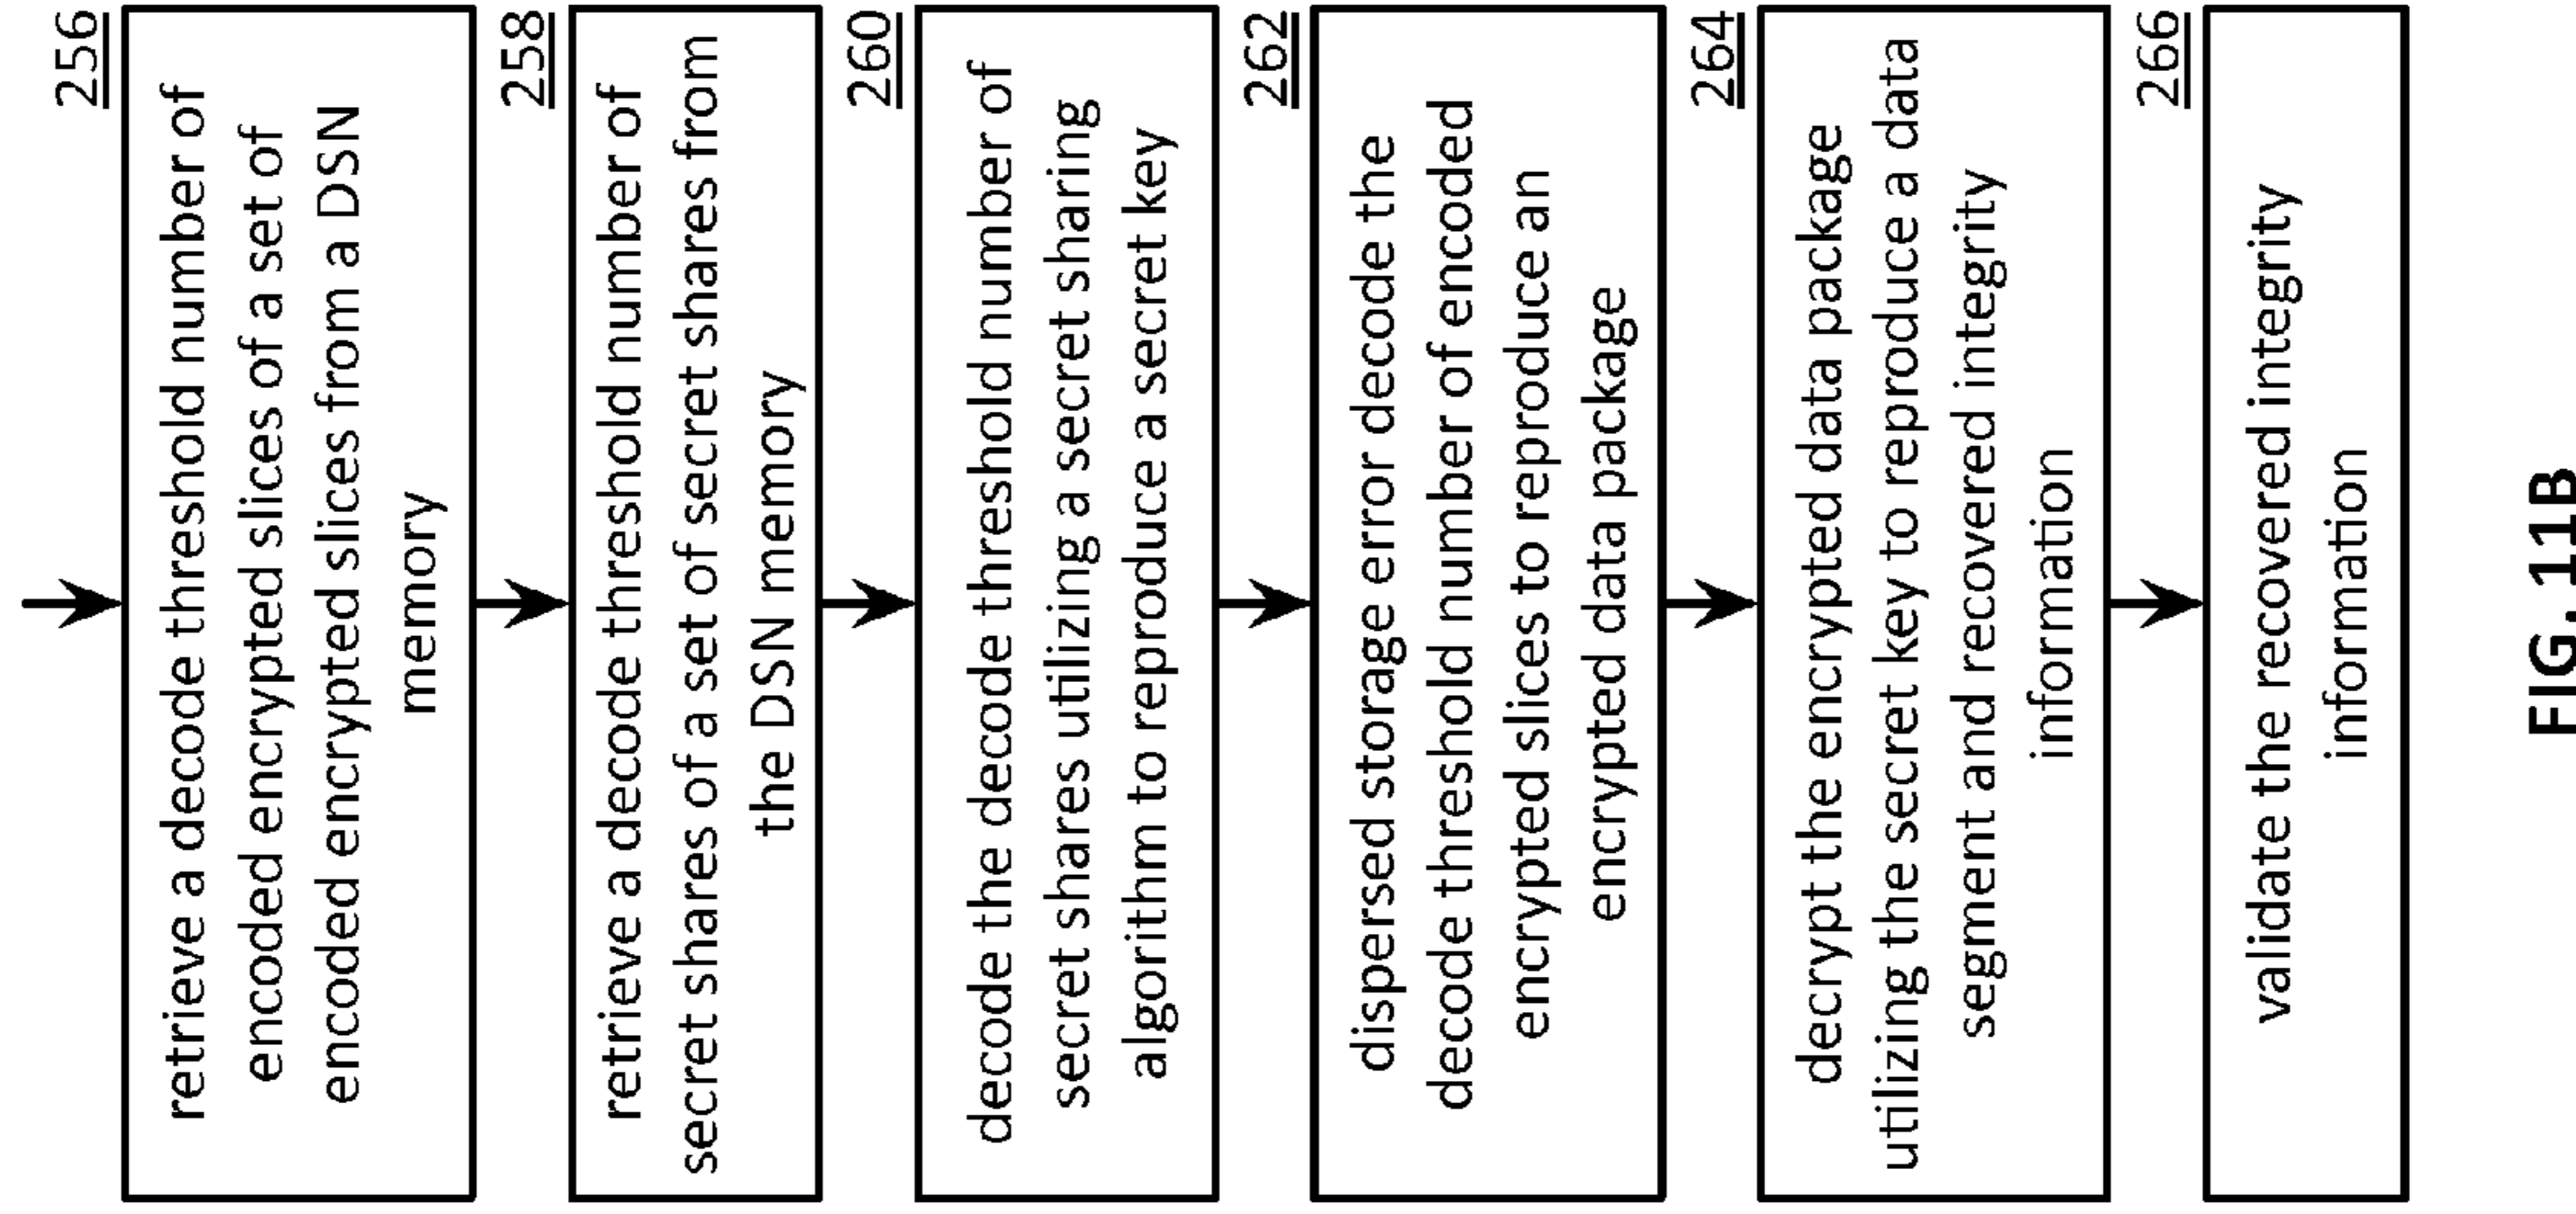 256
retrieve a decode threshold number of
encoded encrypted slices of a set of
encoded encrypted slices from a DSN
memory
258
retrieve a decode threshold number of
secret shares of a set of secret shares from
the DSN memory
260
decode the decode threshold number of
secret shares utilizing a secret sharing
algorithm to reproduce a secret key
262
dispersed storage error decode the
decode threshold number of encoded
encrypted slices to reproduce an
encrypted data package
264
decrypt the encrypted data package
utilizing the secret key to reproduce a data
segment and recovered integrity
information
266
validate the recovered integrity
information
FIG. 11B